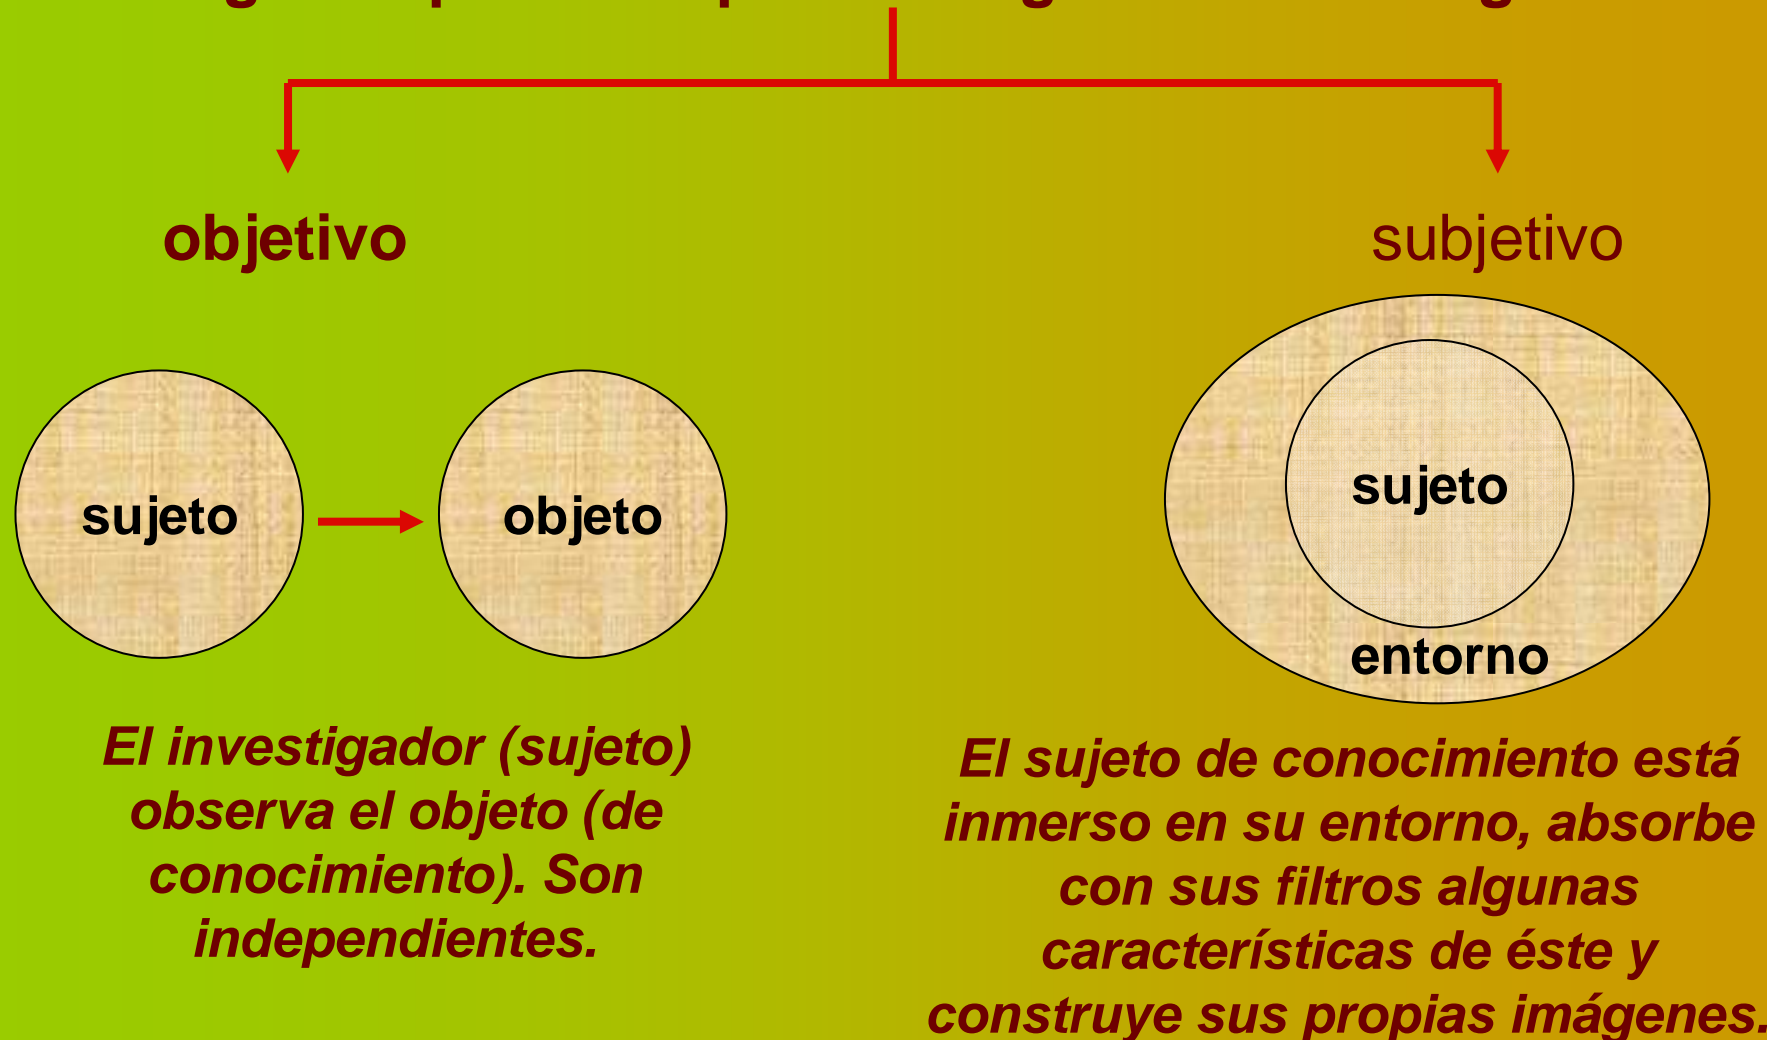 objetivo
subjetivo
sujeto
objeto
sujeto
entorno
El investigador (sujeto)
observa el objeto (de
conocimiento). Son
independientes.
El sujeto de conocimiento está
inmerso en su entorno, absorbe
con sus filtros algunas
características de éste y
construye sus propias imágenes.